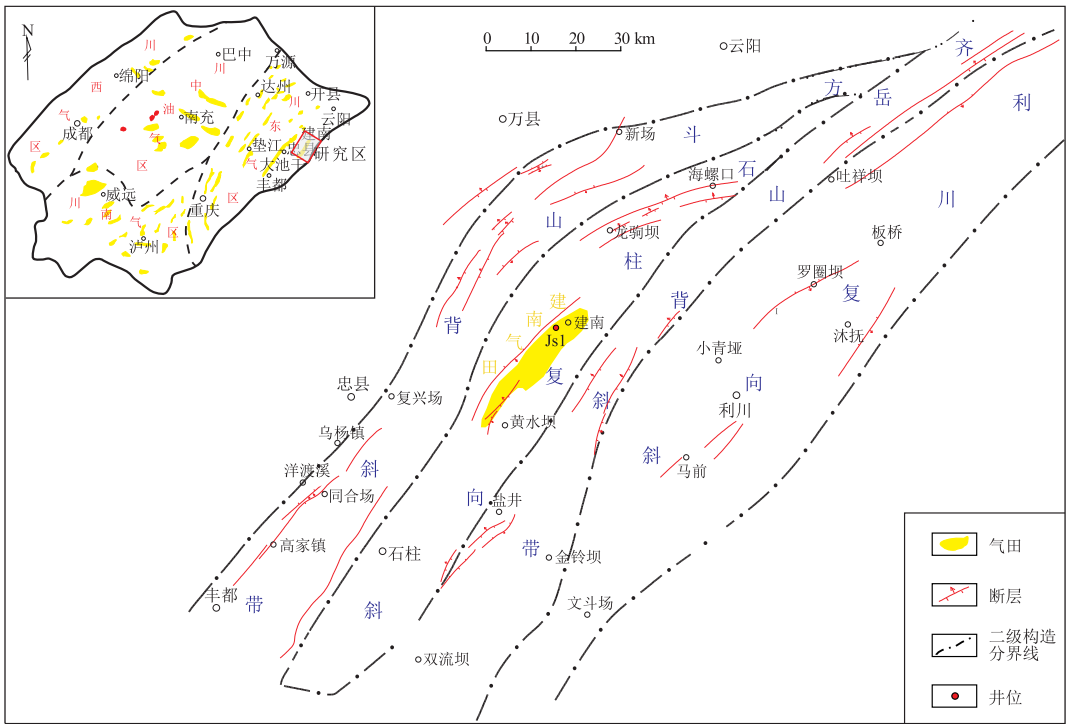 N
川
西
气
区
川
中
油
气
区
川
东
气
区
川
南
气
区
巴中
万源
绵阳
达州
开县
云阳
南充
成都
建南
垫江
忠县
研究区
大池干
丰都
威远
重庆
泸州
0 10 20 30 km
云阳
万县
新场
海螺口
吐祥坝
龙驹坝
板桥
罗圈坝
沐抚
小青垭
利川
马前
建南
Js1
黄水坝
忠县
复兴场
乌杨镇
洋渡溪
同合场
高家镇
丰都
石柱
盐井
金铃坝
文斗场
双流坝
方
斗
山
背
斜
带
石
柱
复
向
斜
齐
岳
山
背
斜
带
利
川
复
向
斜
建
南
气
田
气田
断层
二级构造
分界线
井位